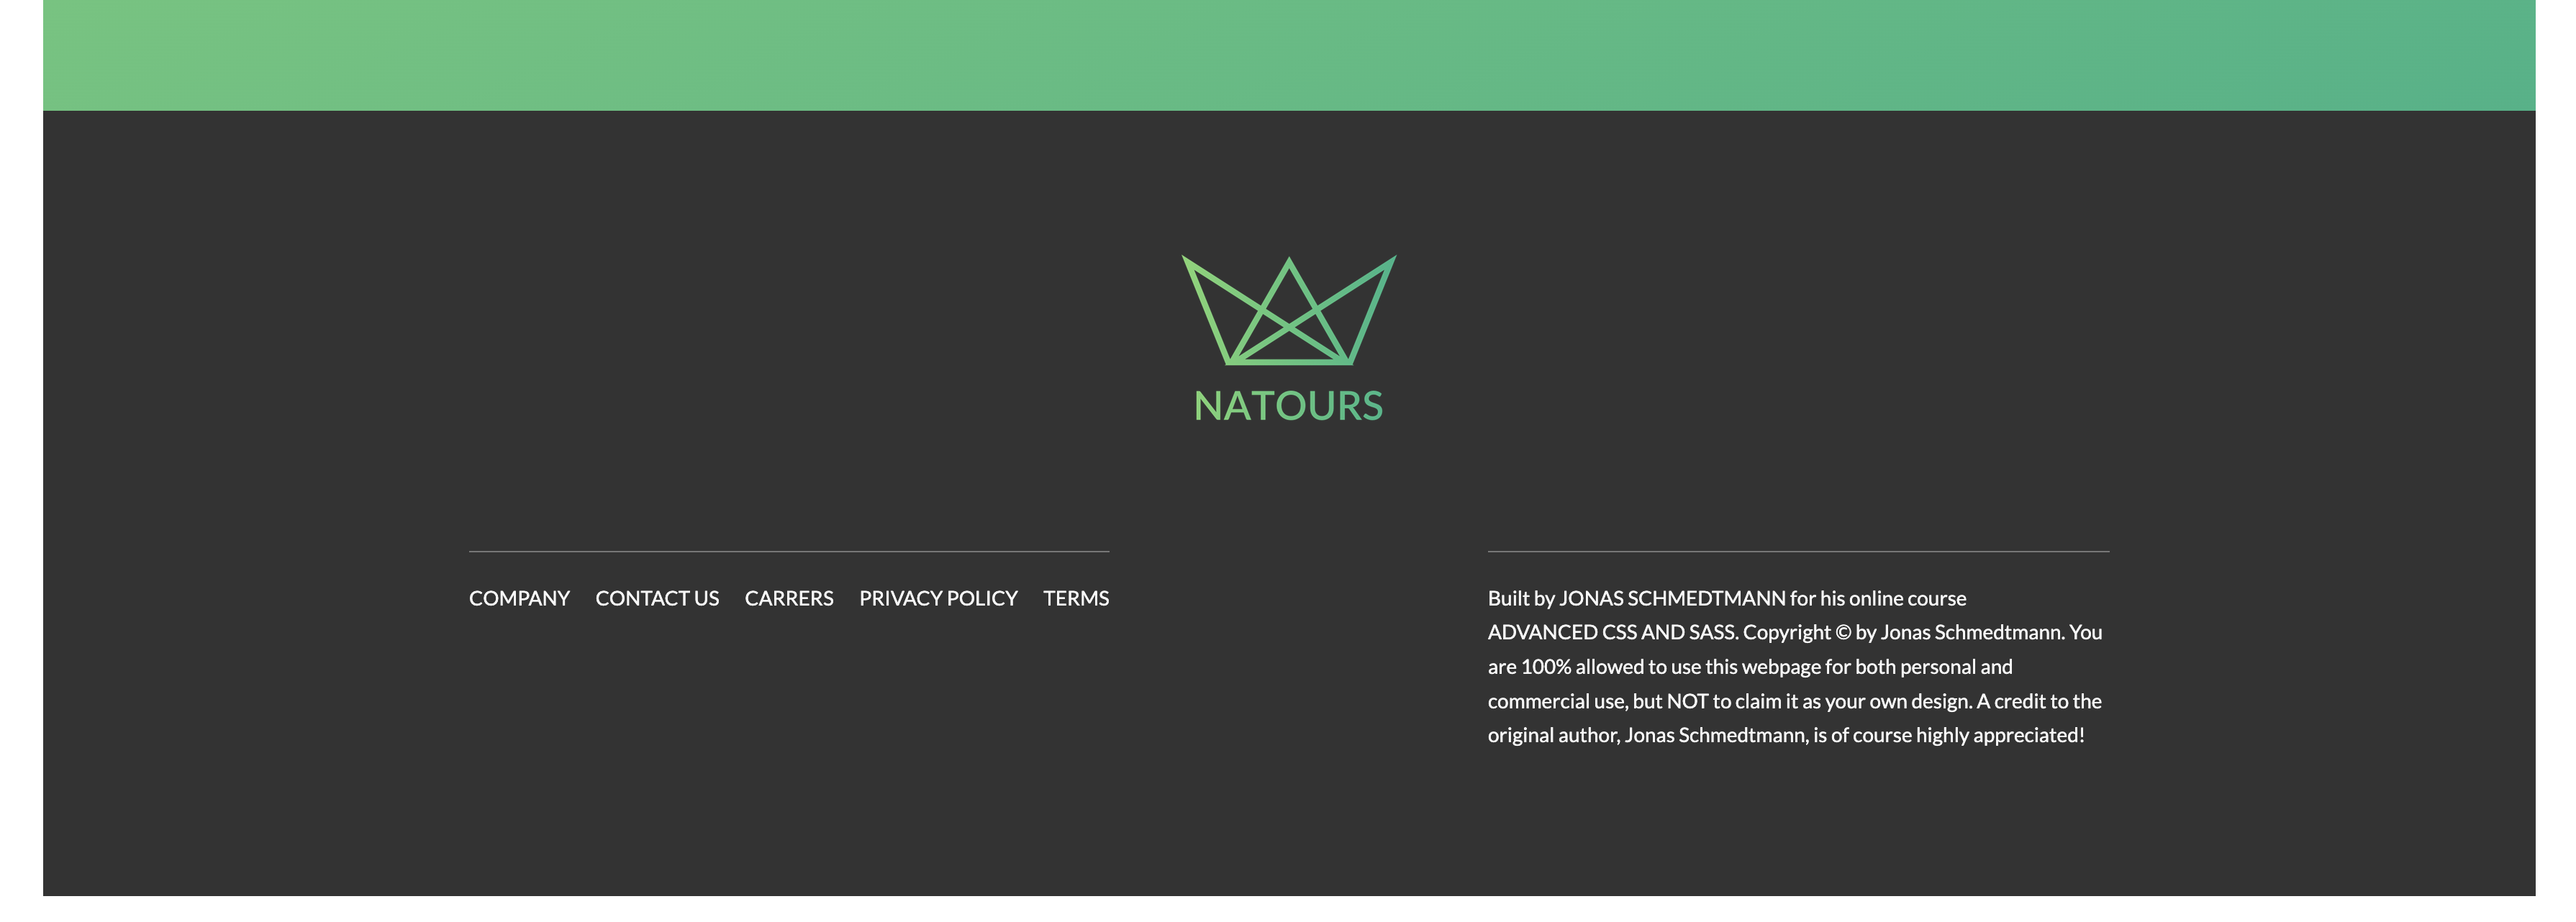 NATOURS
COMPANY CONTACT US CARRERS PRIVACY POLICY TERMS
Built by JONAS SCHMEDTMANN for his online course
ADVANCED CSS AND SASS. Copyright © by Jonas Schmedtmann. You
are 100% allowed to use this webpage for both personal and
commercial use, but NOT to claim it as your own design. A credit to the
original author, Jonas Schmedtmann, is of course highly appreciated!